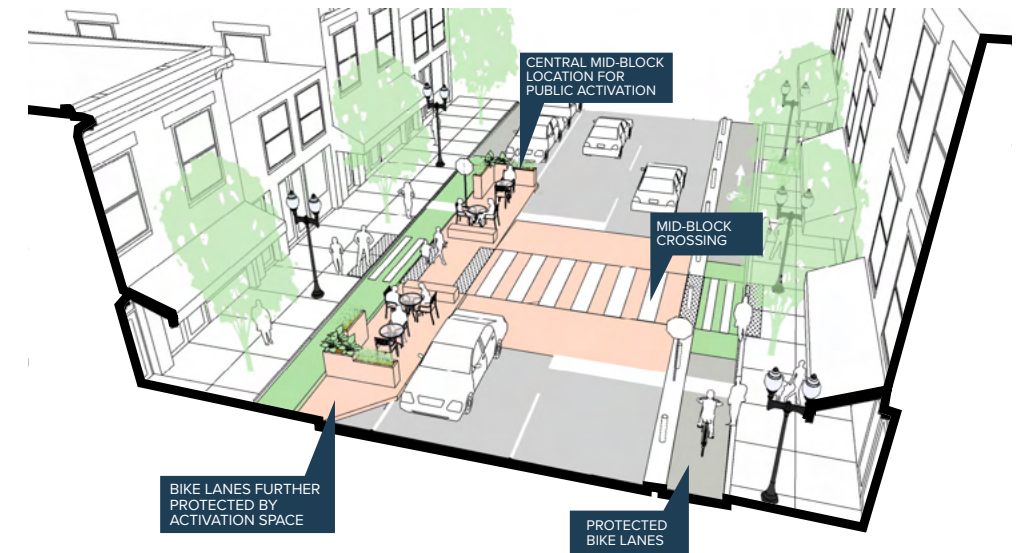 CENTRAL MID-BLOCK
LOCATION FOR
PUBLIC ACTIVATION
MID-BLOCK
CROSSING
BIKE LANES FURTHER
PROTECTED BY
ACTIVATION SPACE
PROTECTED
BIKE LANES